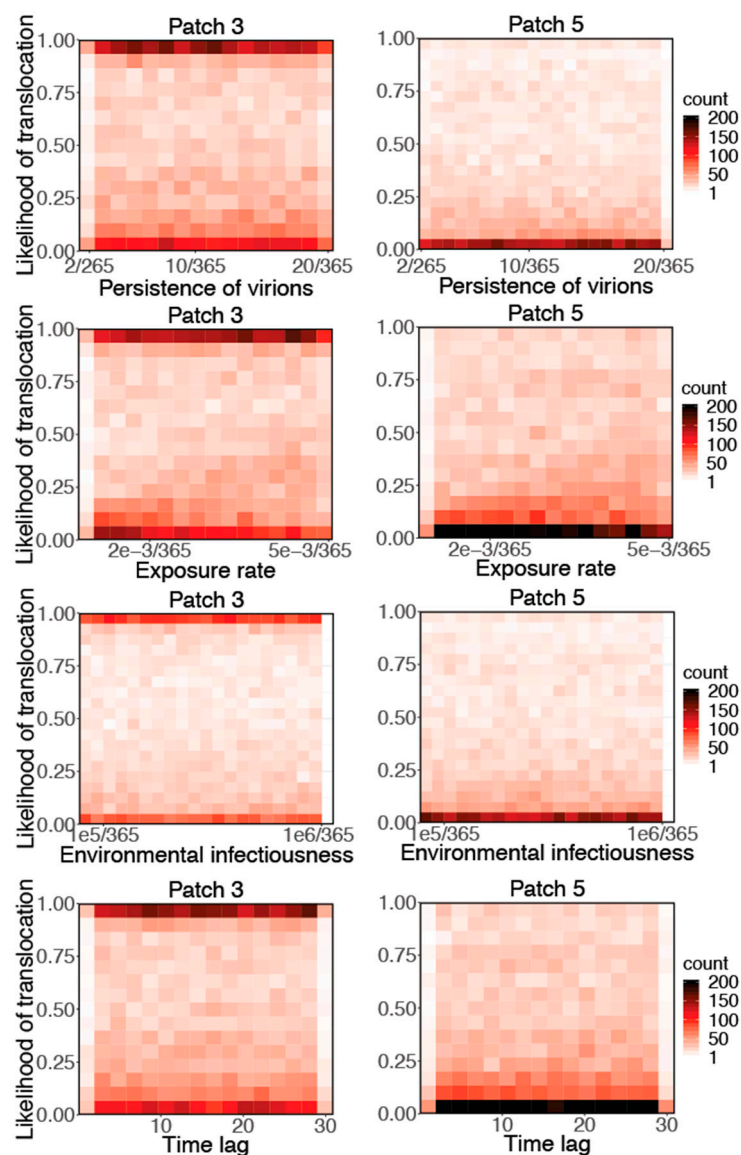 Patch 3
Patch 5
Likelihood of translocation
1.00
0.75
0.50
0.25
0.00
2/265
10/365
20/365
Persistence of virions
1.00
0.75
0.50
0.25
0.00
2/265
10/365
20/365
Persistence of virions
count
200
150
100
50
1
Patch 3
Patch 5
Likelihood of translocation
1.00
0.75
0.50
0.25
0.00
2e−3/365
5e−3/365
Exposure rate
1.00
0.75
0.50
0.25
0.00
2e−3/365
5e−3/365
Exposure rate
count
200
150
100
50
1
Patch 3
Patch 5
Likelihood of translocation
1.00
0.75
0.50
0.25
0.00
1e5/365
1e6/365
Environmental infectiousness
1.00
0.75
0.50
0.25
0.00
1e5/365
1e6/365
Environmental infectiousness
count
200
150
100
50
1
Patch 3
Patch 5
Likelihood of translocation
1.00
0.75
0.50
0.25
0.00
10
20
30
Time lag
1.00
0.75
0.50
0.25
0.00
10
20
30
Time lag
count
200
150
100
50
1